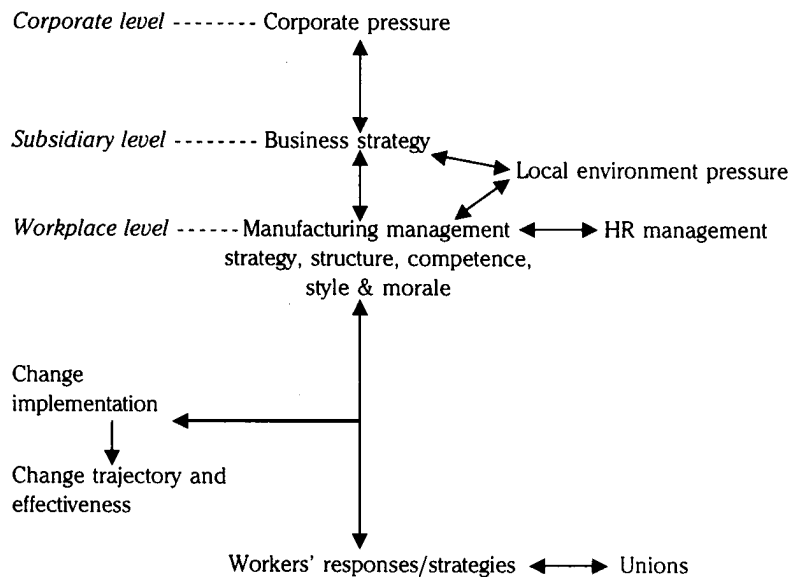 Corporate level -------- Corporate pressure
Subsidiary level ------- Business strategy
Local environment pressure
Workplace level ------ Manufacturing management
HR management
strategy, structure, competence,
style & morale
Change
implementation
Change trajectory and
effectiveness
Workers' responses/strategies
Unions